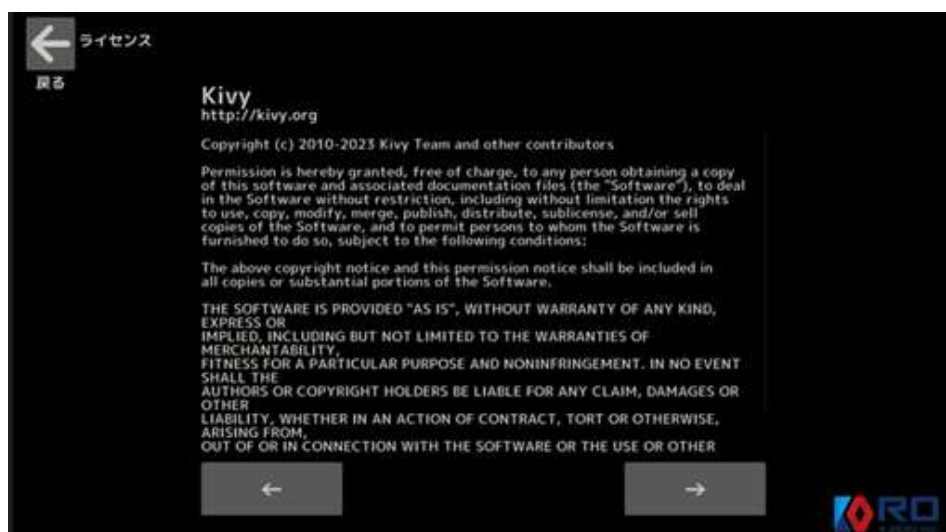 ライセンス
戻る
Kivy
http://kivy.org
Copyright (c) 2010-2023 Kivy Team and other contributors
Permission is hereby granted, free of charge, to any person obtaining a copy
of this software and associated documentation files (the "Software"), to deal
in the Software without restriction, including without limitation the rights
to use, copy, modify, merge, publish, distribute, sublicense, and/or sell
copies of the Software, and to permit persons to whom the Software is
furnished to do so, subject to the following conditions:
The above copyright notice and this permission notice shall be included in
all copies or substantial portions of the Software.
THE SOFTWARE IS PROVIDED "AS IS", WITHOUT WARRANTY OF ANY KIND,
EXPRESS OR
IMPLIED, INCLUDING BUT NOT LIMITED TO THE WARRANTIES OF
MERCHANTABILITY,
FITNESS FOR A PARTICULAR PURPOSE AND NONINFRINGEMENT. IN NO EVENT
SHALL THE
AUTHORS OR COPYRIGHT HOLDERS BE LIABLE FOR ANY CLAIM, DAMAGES OR
OTHER
LIABILITY, WHETHER IN AN ACTION OF CONTRACT, TORT OR OTHERWISE,
ARISING FROM,
OUT OF OR IN CONNECTION WITH THE SOFTWARE OR THE USE OR OTHER
← →